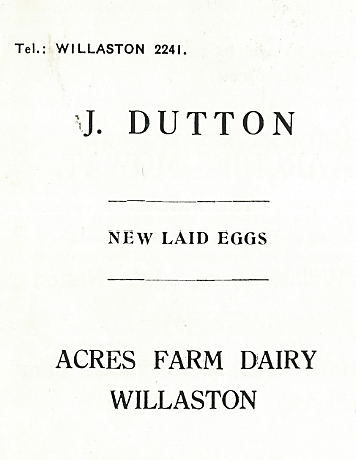 Tel.: WILLASTON 2241.
J. DUTTON
NEW LAID EGGS
ACRES FARM DAIRY
WILLASTON